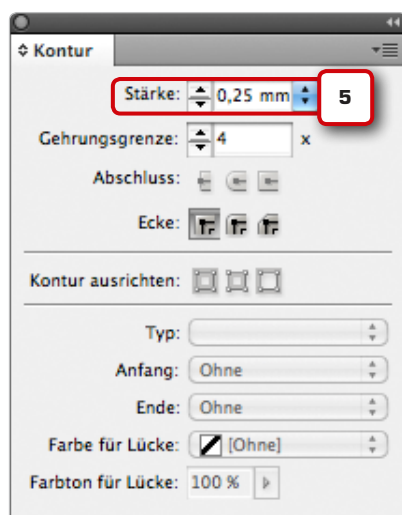 Kontur
Stärke: 0,25 mm 5
Gehrungsgrenze: 4 x
Abschluss:
Ecke:
Kontur ausrichten:
Typ:
Anfang: Ohne
Ende: Ohne
Farbe für Lücke: [Ohne]
Farbton für Lücke: 100 %